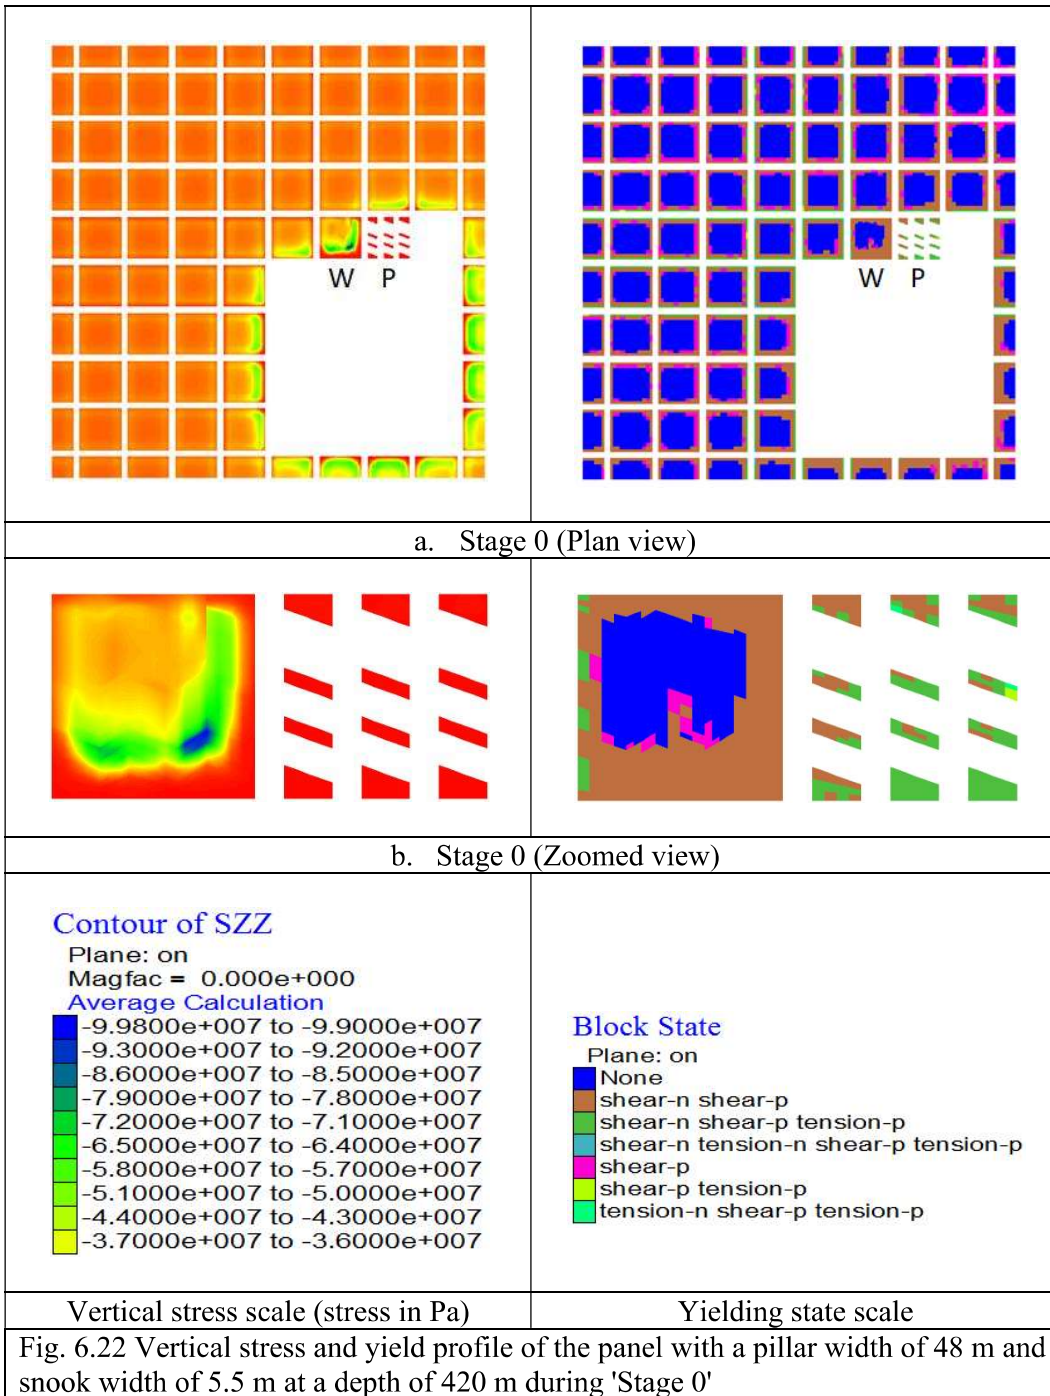 W P
W P
a. Stage 0 (Plan view)
b. Stage 0 (Zoomed view)
Contour of SZZ
Plane: on
Magfac = 0.000e+000
Average Calculation
-9.9800e+007 to -9.9000e+007
-9.3000e+007 to -9.2000e+007
-8.6000e+007 to -8.5000e+007
-7.9000e+007 to -7.8000e+007
-7.2000e+007 to -7.1000e+007
-6.5000e+007 to -6.4000e+007
-5.8000e+007 to -5.7000e+007
-5.1000e+007 to -5.0000e+007
-4.4000e+007 to -4.3000e+007
-3.7000e+007 to -3.6000e+007
Block State
Plane: on
None
shear-n shear-p
shear-n shear-p tension-p
shear-n tension-n shear-p tension-p
shear-p
shear-p tension-p
tension-n shear-p tension-p
Vertical stress scale (stress in Pa)
Yielding state scale
Fig. 6.22 Vertical stress and yield profile of the panel with a pillar width of 48 m and
snook width of 5.5 m at a depth of 420 m during 'Stage 0'